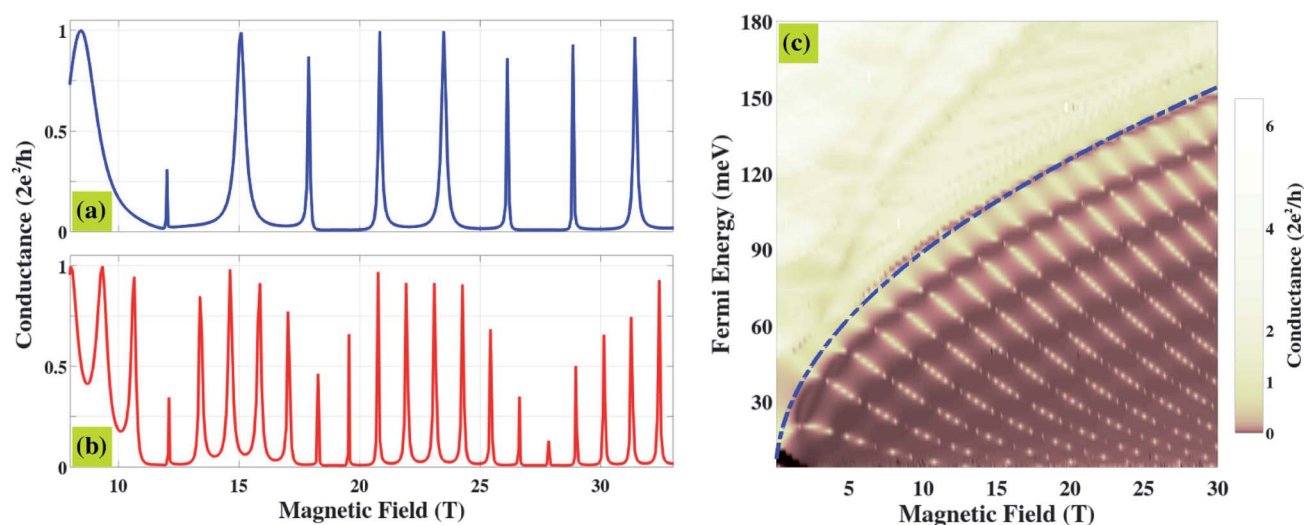 1
0.5
0
(a)
1
0.5
0
(b)
10 15 20 25 30
Magnetic Field (T)
Conductance (2e²/h)
(c)
180
150
120
90
60
30
Fermi Energy (meV)
5 10 15 20 25 30
Magnetic Field (T)
6
4
2
1
0
Conductance (2e²/h)